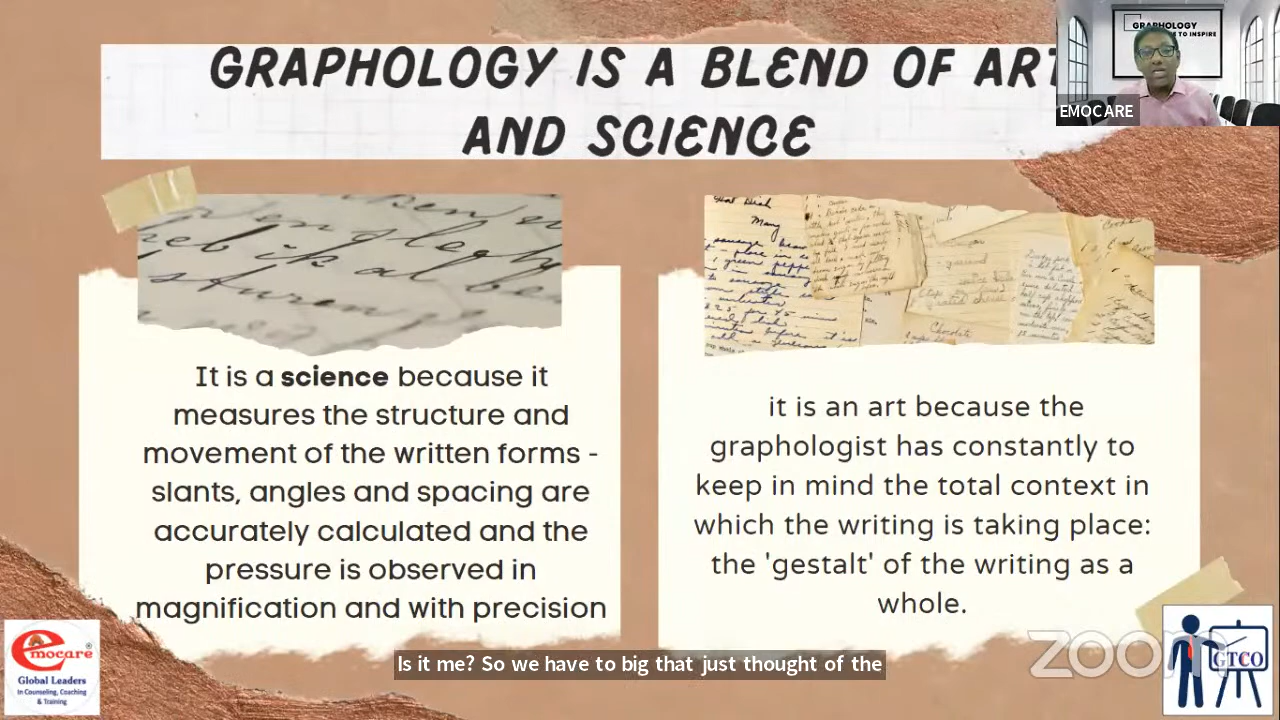 GRAPHOLOGY IS A BLEND OF ART
AND SCIENCE
GRAPHOLOGY
TO INSPIRE
EMOCARE
It is a science because it
measures the structure and
movement of the written forms -
slants, angles and spacing are
accurately calculated and the
pressure is observed in
magnification and with precision
Mary
Chocolate
it is an art because the
graphologist has constantly to
keep in mind the total context in
which the writing is taking place:
the 'gestalt' of the writing as a
whole.
emocare
Global Leaders
In Counseling, Coaching
& Training
Is it me? So we have to big that just thought of the
zoom
GTCO